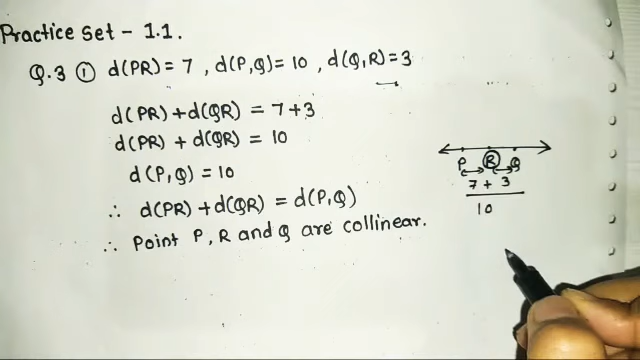 Practice Set - 1.1.
Q.3 ① d(PR) = 7 , d(P,Q) = 10 , d(Q,R) = 3
d(PR) + d(QR) = 7 + 3
d(PR) + d(QR) = 10
d(P,Q) = 10
∴ d(PR) + d(QR) = d(P,Q)
∴ Point P, R and Q are collinear.
P R Q
7 + 3
10